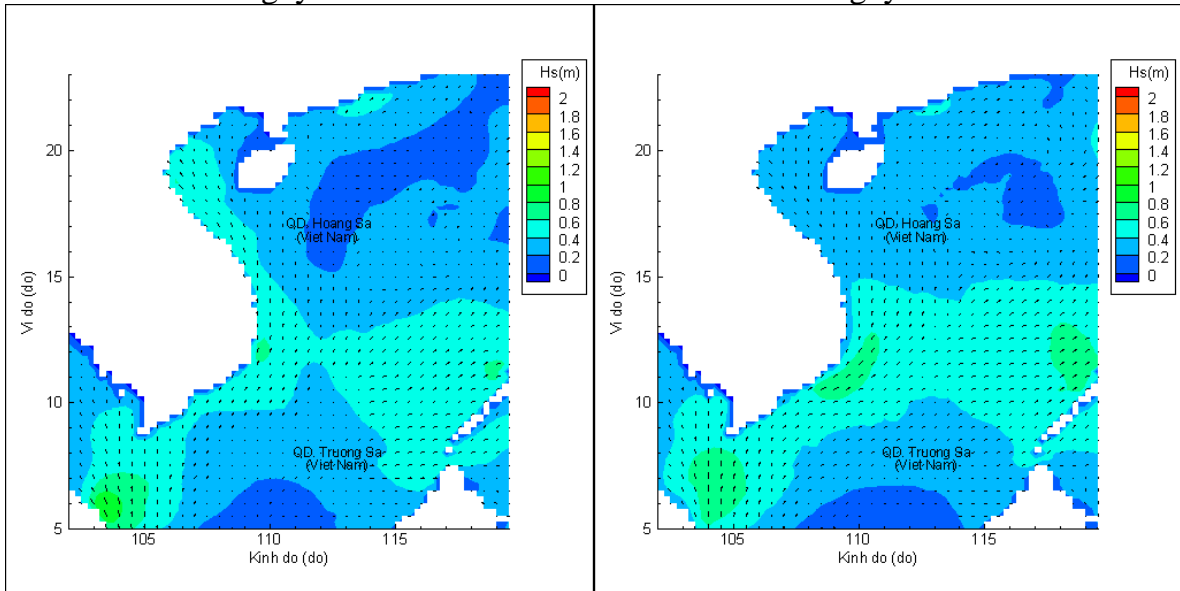 Hs(m)
2
1.8
1.6
1.4
1.2
1
0.8
0.6
0.4
0.2
0
20
15
10
5
105
110
115
Vi do (do)
Kinh do (do)
QD. Hoang Sa
(Viet Nam)
QD. Truong Sa
(Viet Nam)
Hs(m)
2
1.8
1.6
1.4
1.2
1
0.8
0.6
0.4
0.2
0
20
15
10
5
105
110
115
Vi do (do)
Kinh do (do)
QD. Hoang Sa
(Viet Nam)
QD. Truong Sa
(Viet Nam)